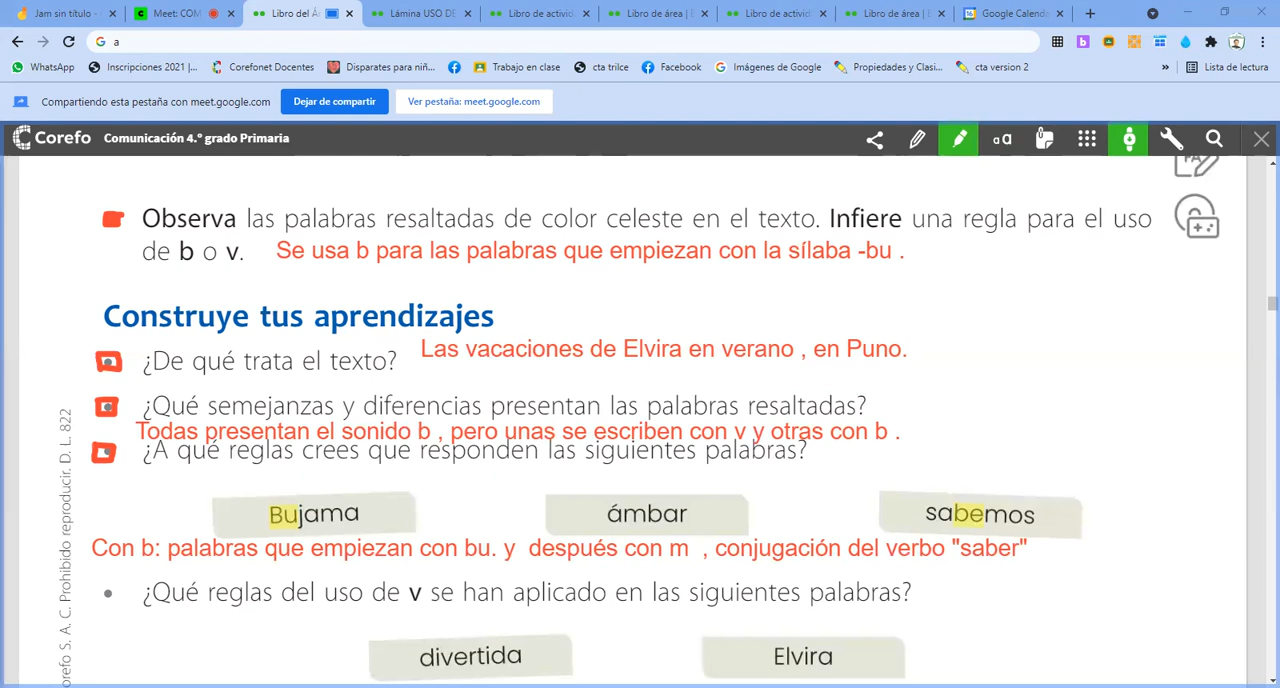 Jam sin título -
Meet: COM
Libro del Ár
Lámina USO DE
Libro de activida
Libro de área | E
Libro de activid
Libro de área | E
Google Calenda
a
WhatsApp
Inscripciones 2021 |...
Corefonet Docentes
Disparates para niñ...
Trabajo en clase
cta trilce
Facebook
Imágenes de Google
Propiedades y Clasi...
cta version 2
»
Lista de lectura
Compartiendo esta pestaña con meet.google.com
Dejar de compartir
Ver pestaña: meet.google.com
Corefo Comunicación 4.º grado Primaria
a a
Observa las palabras resaltadas de color celeste en el texto. Infiere una regla para el uso
de b o v. Se usa b para las palabras que empiezan con la sílaba -bu .
Construye tus aprendizajes
¿De qué trata el texto? Las vacaciones de Elvira en verano , en Puno.
¿Qué semejanzas y diferencias presentan las palabras resaltadas?
Todas presentan el sonido b , pero unas se escriben con v y otras con b .
¿A qué reglas crees que responden las siguientes palabras?
Bujama ámbar sabemos
Con b: palabras que empiezan con bu. y después con m , conjugación del verbo "saber"
• ¿Qué reglas del uso de v se han aplicado en las siguientes palabras?
divertida Elvira
orefo S. A. C. Prohibido reproducir. D. L. 822